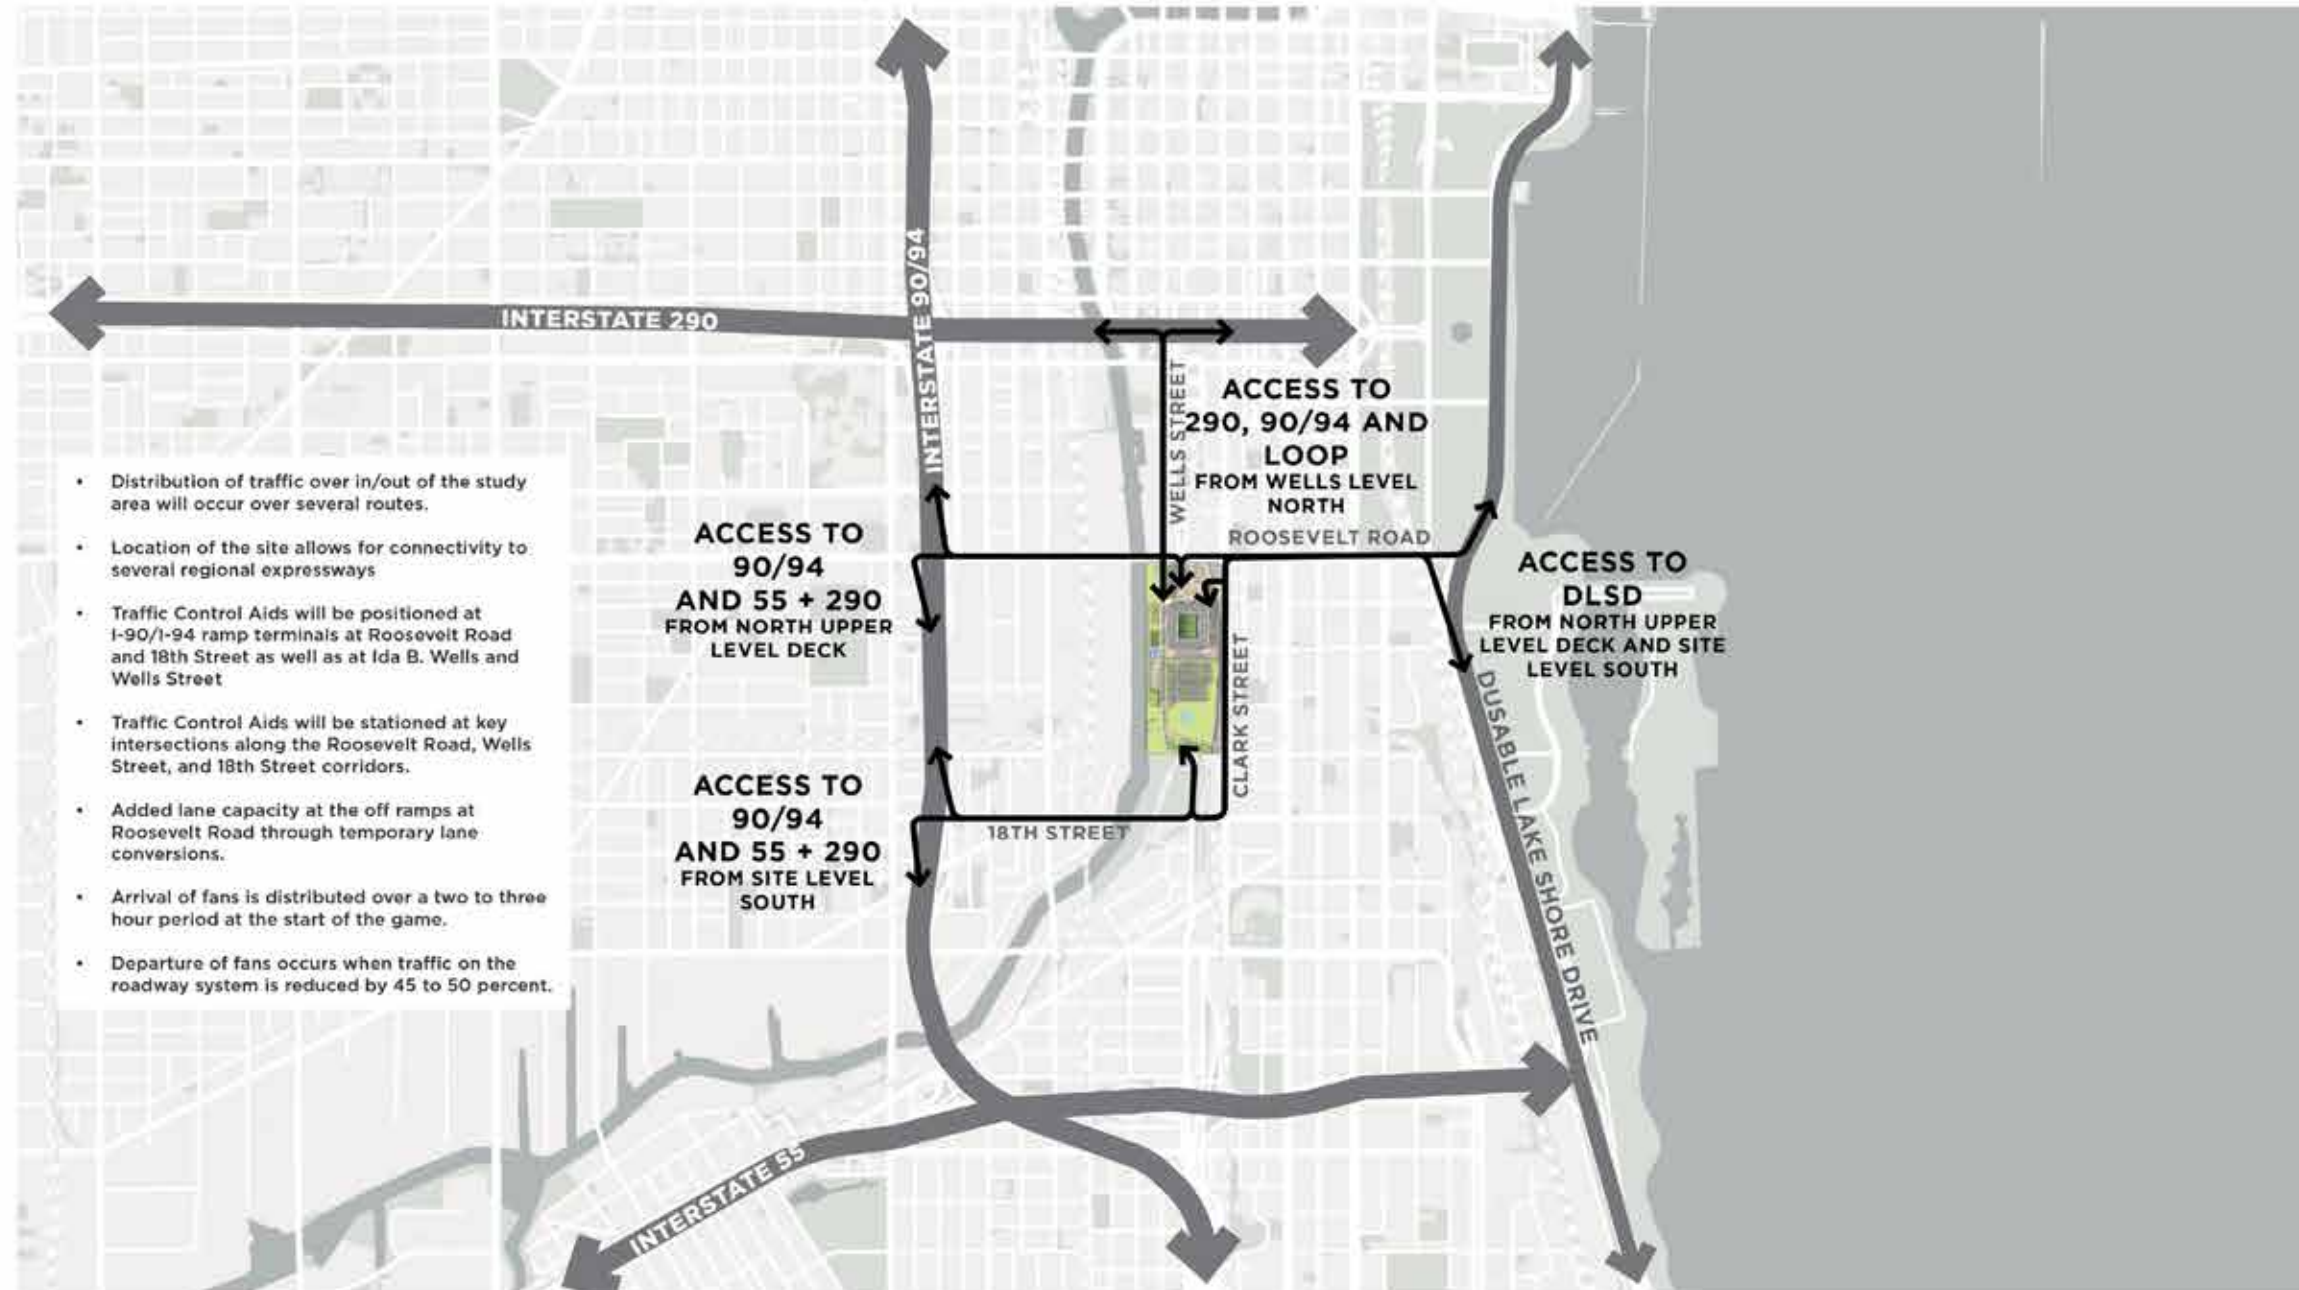 INTERSTATE 290
INTERSTATE 90/94
INTERSTATE 90/94
WELLS STREET
ACCESS TO
290, 90/94 AND
LOOP
FROM WELLS LEVEL
NORTH
ROOSEVELT ROAD
• Distribution of traffic over in/out of the study
area will occur over several routes.
• Location of the site allows for connectivity to
several regional expressways
• Traffic Control Aids will be positioned at
I-90/I-94 ramp terminals at Roosevelt Road
and 18th Street as well as at Ida B. Wells and
Wells Street
• Traffic Control Aids will be stationed at key
intersections along the Roosevelt Road, Wells
Street, and 18th Street corridors.
• Added lane capacity at the off ramps at
Roosevelt Road through temporary lane
conversions.
• Arrival of fans is distributed over a two to three
hour period at the start of the game.
• Departure of fans occurs when traffic on the
roadway system is reduced by 45 to 50 percent.
ACCESS TO
90/94
AND 55 + 290
FROM NORTH UPPER
LEVEL DECK
ACCESS TO
DLSD
FROM NORTH UPPER
LEVEL DECK AND SITE
LEVEL SOUTH
CLARK STREET
DUSABLE LAKE SHORE DRIVE
ACCESS TO
90/94
AND 55 + 290
FROM SITE LEVEL
SOUTH
18TH STREET
INTERSTATE 55